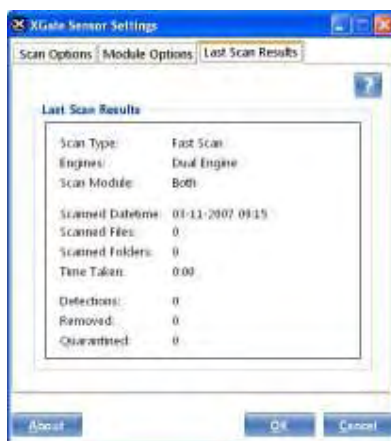 XGate Sensor Settings
Scan Options Module Options Last Scan Results
?
Last Scan Results
Scan Type: Fast Scan
Engines: Dual Engine
Scan Module: Both
Scanned Datetime: 03-11-2007 09:15
Scanned Files: 0
Scanned Folders: 0
Time Taken: 0:00
Detections: 0
Removed: 0
Quarantined: 0
About OK Cancel